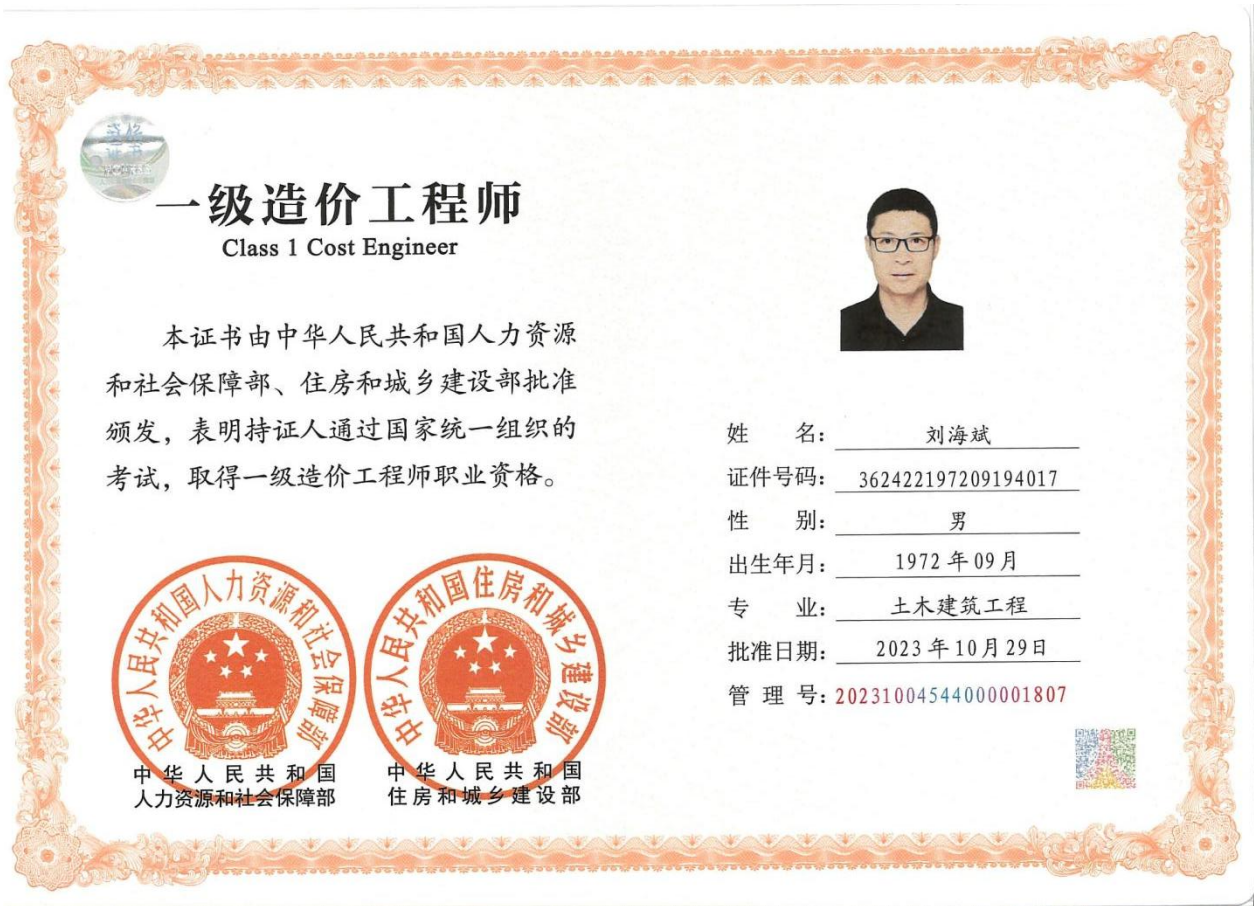 资格
证书
一级造价工程师
Class 1 Cost Engineer
本证书由中华人民共和国人力资源
和社会保障部、住房和城乡建设部批准
颁发，表明持证人通过国家统一组织的
考试，取得一级造价工程师职业资格。
中华人民共和国人力资源和社会保障部
中华人民共和国
人力资源和社会保障部
中华人民共和国住房和城乡建设部
中华人民共和国
住房和城乡建设部
姓 名： 刘海斌
证件号码： 362422197209194017
性 别： 男
出生年月： 1972年09月
专 业： 土木建筑工程
批准日期： 2023年10月29日
管 理 号：20231004544000001807